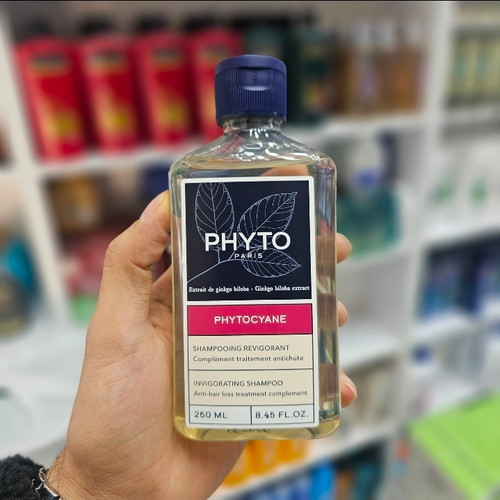 PHYTO
PARIS
Extrait de ginkgo biloba - Ginkgo biloba extract
PHYTOCYANE
SHAMPOOING REVIGORANT
Complément traitement antichute
INVIGORATING SHAMPOO
Anti-hair loss treatment complement
250 ML
8.45 FL.OZ.